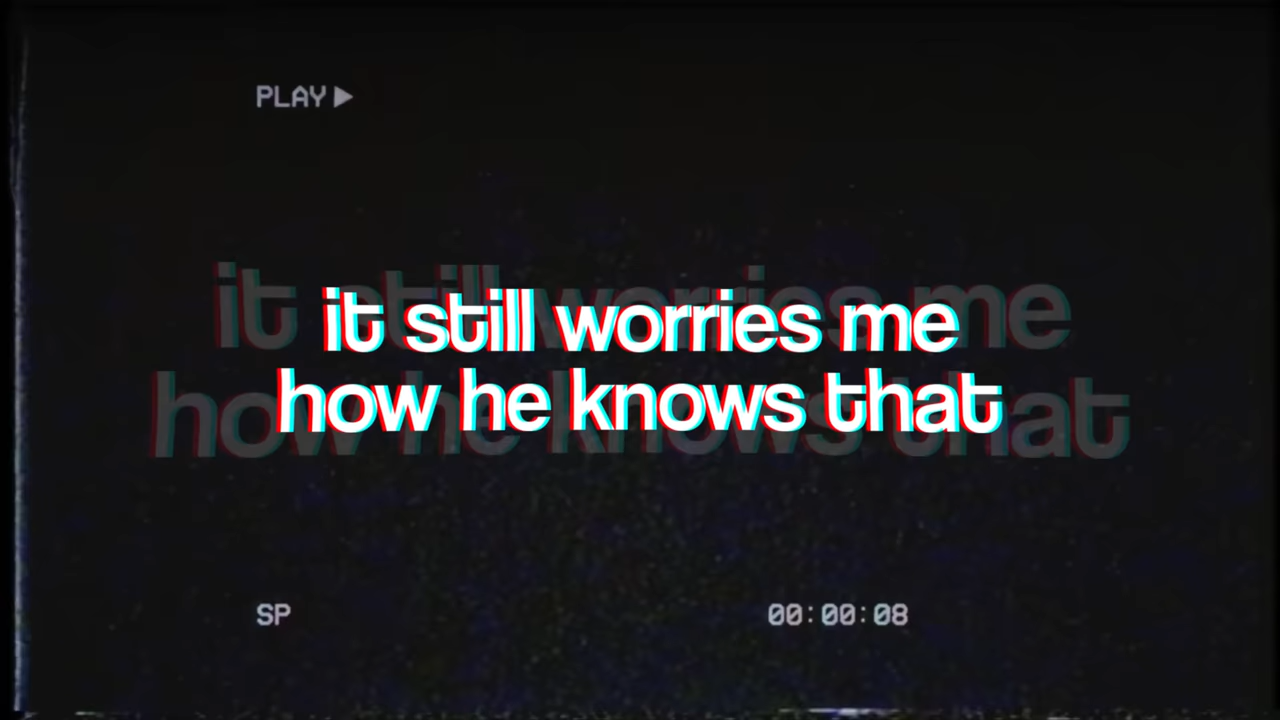 PLAY ▶
it still worries me
how he knows that
SP
00:00:08